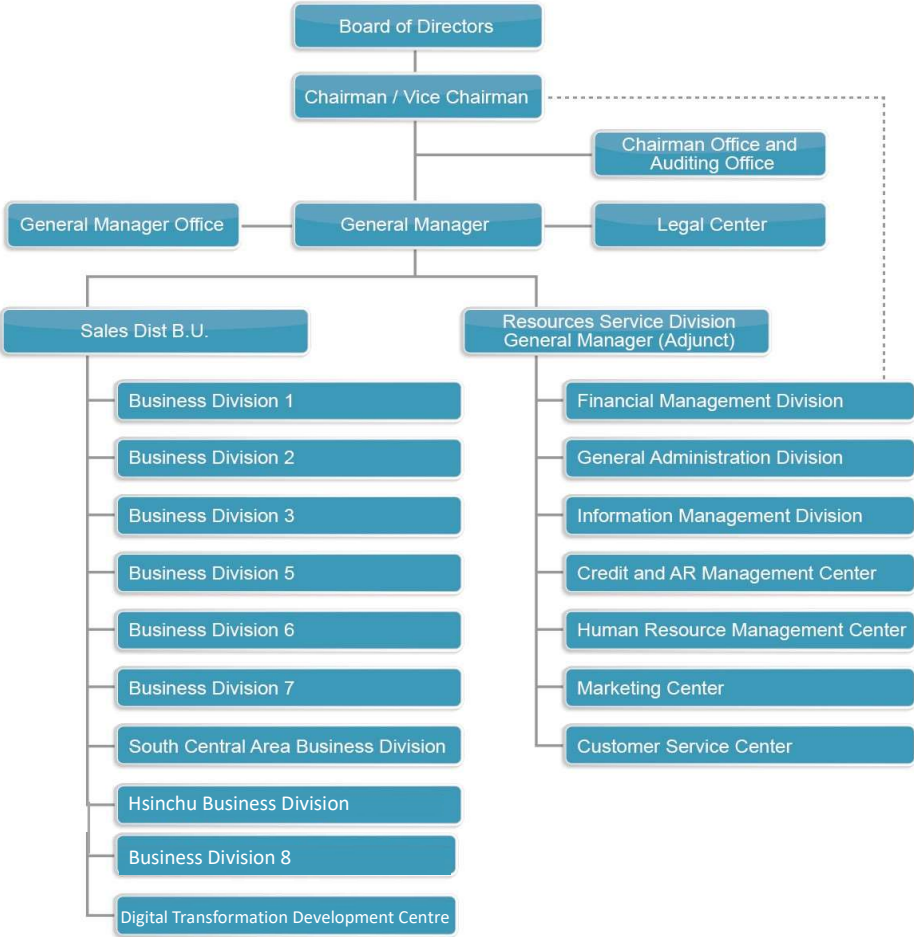 Board of Directors
Chairman / Vice Chairman
Chairman Office and
Auditing Office
General Manager Office
General Manager
Legal Center
Sales Dist B.U.
Resources Service Division
General Manager (Adjunct)
Business Division 1
Financial Management Division
Business Division 2
General Administration Division
Business Division 3
Information Management Division
Business Division 5
Credit and AR Management Center
Business Division 6
Human Resource Management Center
Business Division 7
Marketing Center
South Central Area Business Division
Customer Service Center
Hsinchu Business Division
Business Division 8
Digital Transformation Development Centre